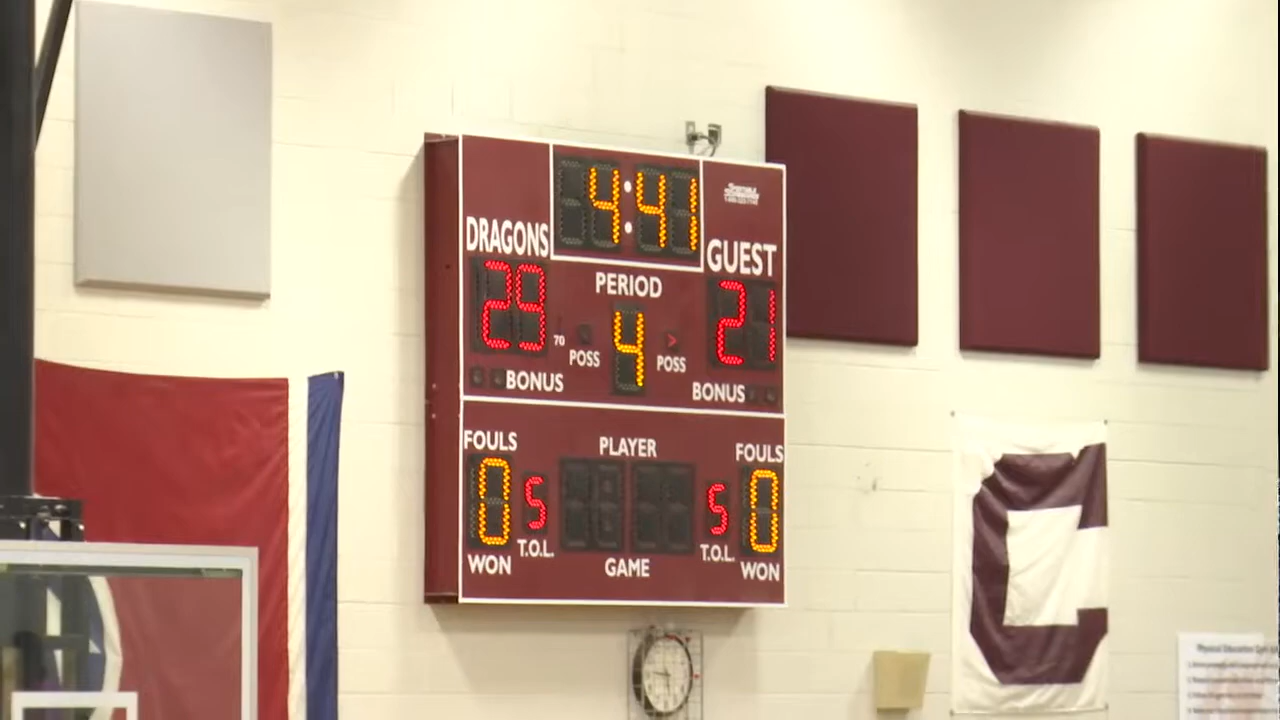 4:41
DRAGONS
GUEST
PERIOD
29
4
21
70
POSS
>
POSS
BONUS
BONUS
FOULS
PLAYER
FOULS
0
5
5
0
T.O.L.
T.O.L.
WON
GAME
WON
C